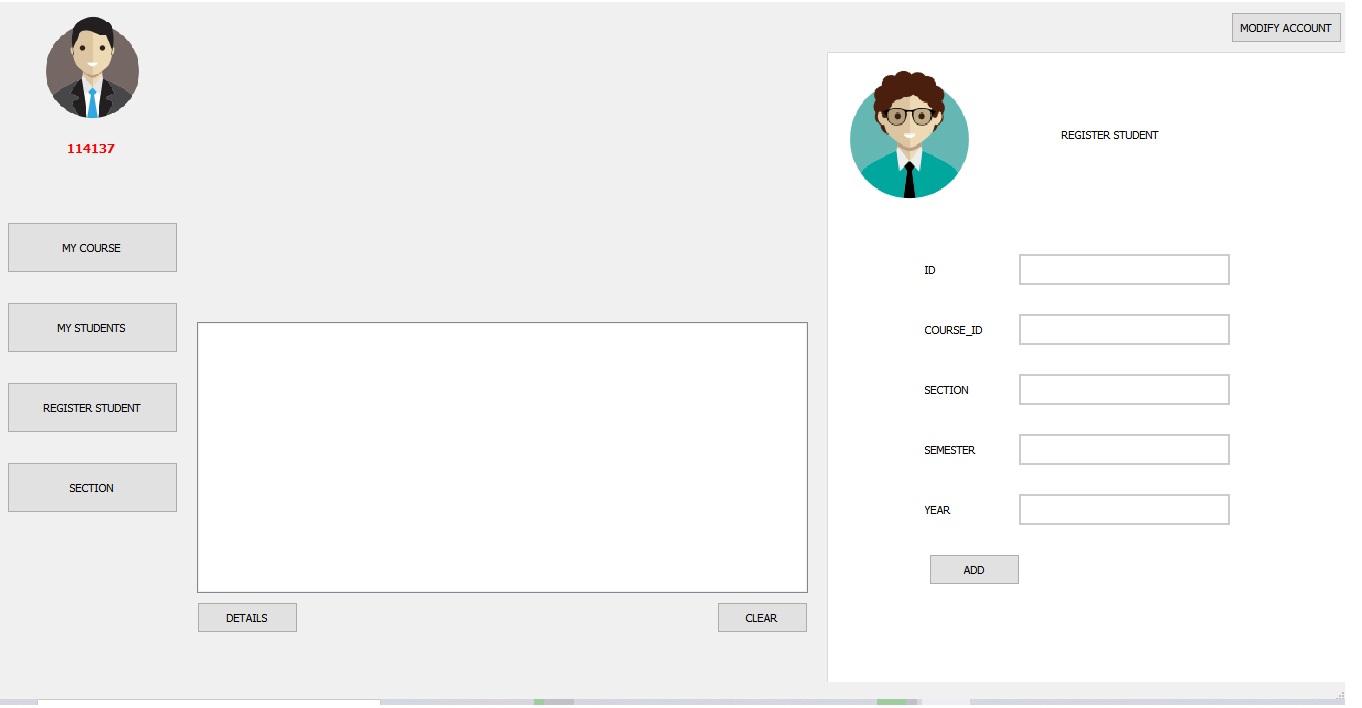 MODIFY ACCOUNT
114137
REGISTER STUDENT
MY COURSE
MY STUDENTS
REGISTER STUDENT
SECTION
DETAILS
CLEAR
ID
COURSE_ID
SECTION
SEMESTER
YEAR
ADD